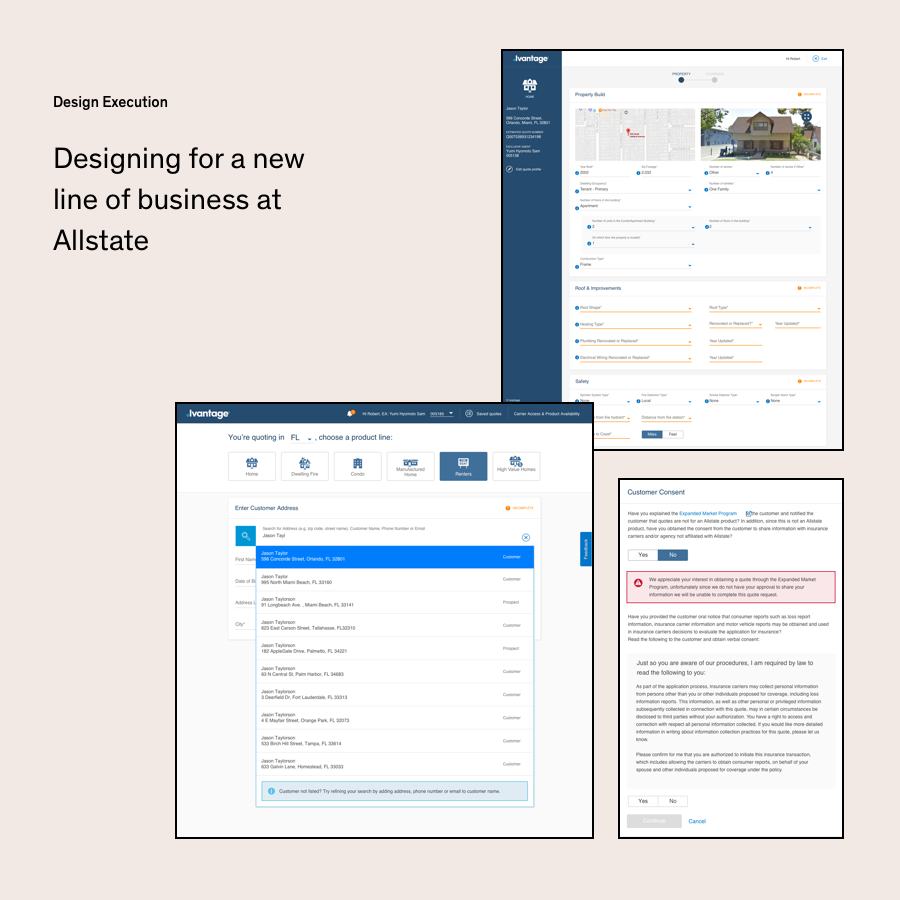 Design Execution
Designing for a new
line of business at
Allstate
.Ivantage®
Hi Robert
Exit
HOME
Jason Taylor
Orlando, Miami, FL 32801
ESTIMATED QUOTE NUMBER
EXCLUSIVE AGENT
Yumi Hyomoto Sam
Edit quote profile
PROPERTY
Property Build
INCOMPLETE
Year Built*
2002
Sq Footage*
2,032
Other
4
Dwelling Occupancy*
Tenant - Primary
Number of families*
One Family
Number of Units in the building*
Apartment
2
1
Construction Type*
Frame
Roof & Improvements
INCOMPLETE
Roof Shape*
Roof Type*
Heating Type*
Renovated or Replaced?*
Year Updated*
Plumbing Renovated or Replaced*
Year Updated*
Electrical Wiring Renovated or Replaced*
Year Updated*
Safety
INCOMPLETE
Sprinkler System Type*
None
Fire Detection Type*
Local
Smoke Detector Type*
None
Burglar Alarm Type*
None
Distance from fire station*
Miles
Feet
.Ivantage®
Hi Robert, EA: Yumi Hyomoto Sam
Saved quotes
Carrier Access & Product Availability
You're quoting in FL , choose a product line:
Home
Dwelling Fire
Condo
Manufactured
Home
Renters
High Value Homes
Enter Customer Address
INCOMPLETE
Search for Address (e.g. zip code, street name), Customer Name, Phone Number or Email
Jason Tayl
First Nam
Date of Bi
Address L
City*
Feedback
Jason Taylor
598 Concorde Street, Orlando, FL 32801
Customer
Jason Taylor
985 North Miami Beach, FL 33160
Customer
Jason Taylorson
91 Longbeach Ave. , Miami Beach, FL 33141
Prospect
Jason Taylorson
823 East Carson Street, Tallahasse, FL32310
Customer
Jason Taylorson
182 AppleGate Drive, Palmetto, FL 34221
Prospect
Jason Taylorson
63 N Central St, Palm Harbor, FL 34683
Customer
Jason Taylorson
3 Deerfield Dr, Fort Lauderdale, FL 33313
Customer
Jason Taylorson
4 E Mayfair Street, Orange Park, FL 32073
Customer
Jason Taylorson
533 Birch Hill Street, Tampa, FL 33614
Customer
Jason Taylorson
633 Galvin Lane, Homestead, FL 33033
Customer
Customer not listed? Try refining your search by adding address, phone number or email to customer name.
Customer Consent
Have you explained the Expanded Market Program to the customer and notified the
customer that quotes are not for an Allstate product? In addition, since this is not an Allstate
product, have you obtained the consent from the customer to share information with insurance
carriers and/or agency not affiliated with Allstate?
Yes
No
We appreciate your interest in obtaining a quote through the Expanded Market
Program, unfortunately since we do not have your approval to share your
information we will be unable to complete this quote request.
Have you provided the customer oral notice that consumer reports such as loss report
information, insurance carrier information and motor vehicle reports may be obtained and used
in insurance carriers decisions to evaluate the application for insurance?
Read the following to the customer and obtain verbal consent:
Just so you are aware of our procedures, I am required by law to
read the following to you:
As part of the application process, insurance carriers may collect personal information
from persons other than you or other individuals proposed for coverage, including loss
information reports. This information, as well as other personal or privileged information
subsequently collected in connection with this quote, may in certain circumstances be
disclosed to third parties without your authorization. You have a right to access and
correction with respect all personal information collected. If you would like more-detailed
information in writing about information collection practices for this quote, please let us
know.
Please confirm for me that you are authorized to initiate this insurance transaction,
which includes allowing the carriers to obtain consumer reports, on behalf of your
spouse and other individuals proposed for coverage under the policy.
Yes
No
Continue
Cancel